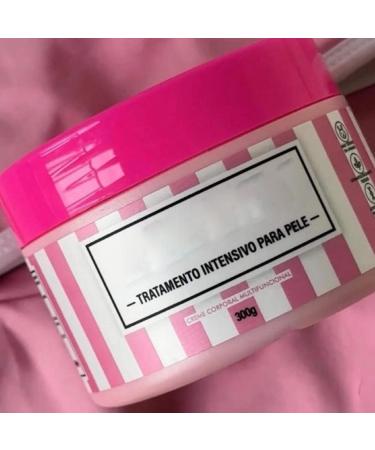 — TRATAMENTO INTENSIVO PARA PELE —
CREME CORPORAL MULTIFUNCIONAL
300g